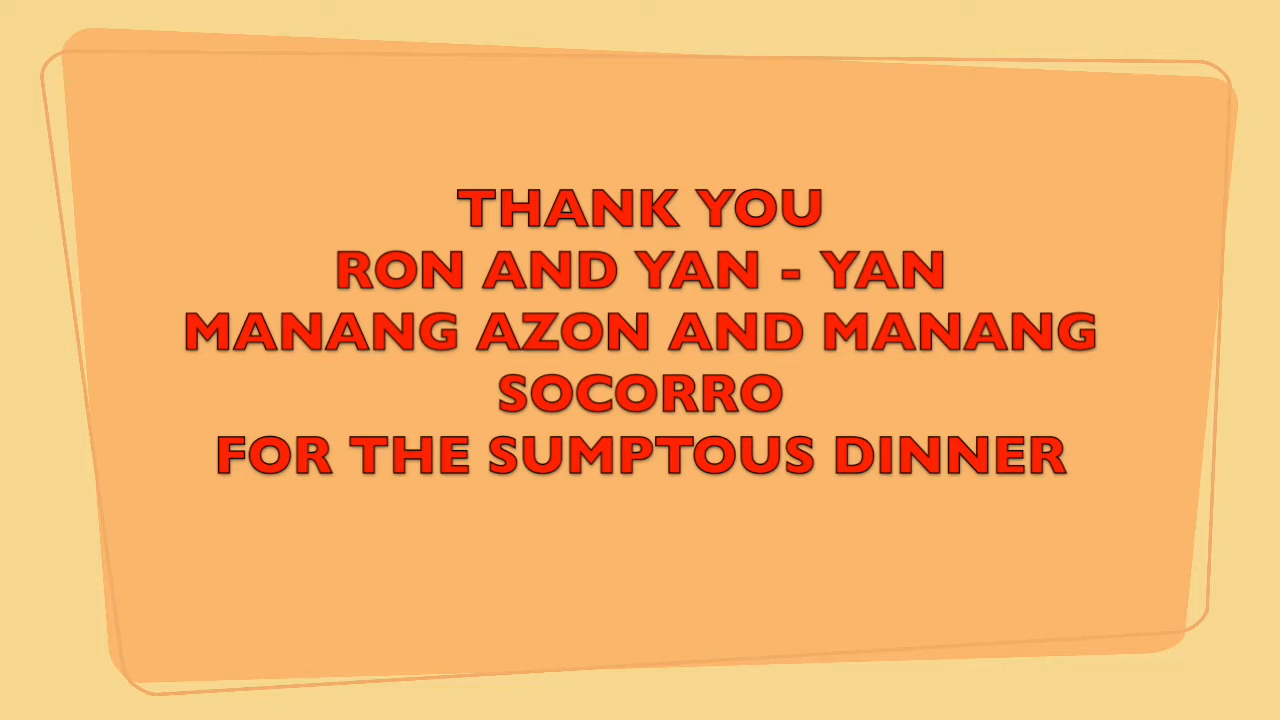 THANK YOU
RON AND YAN - YAN
MANANG AZON AND MANANG
SOCORRO
FOR THE SUMPTOUS DINNER